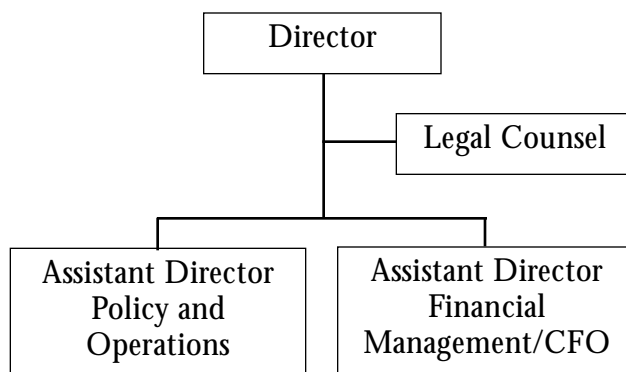 Director
Legal Counsel
Assistant Director
Policy and
Operations
Assistant Director
Financial
Management/CFO